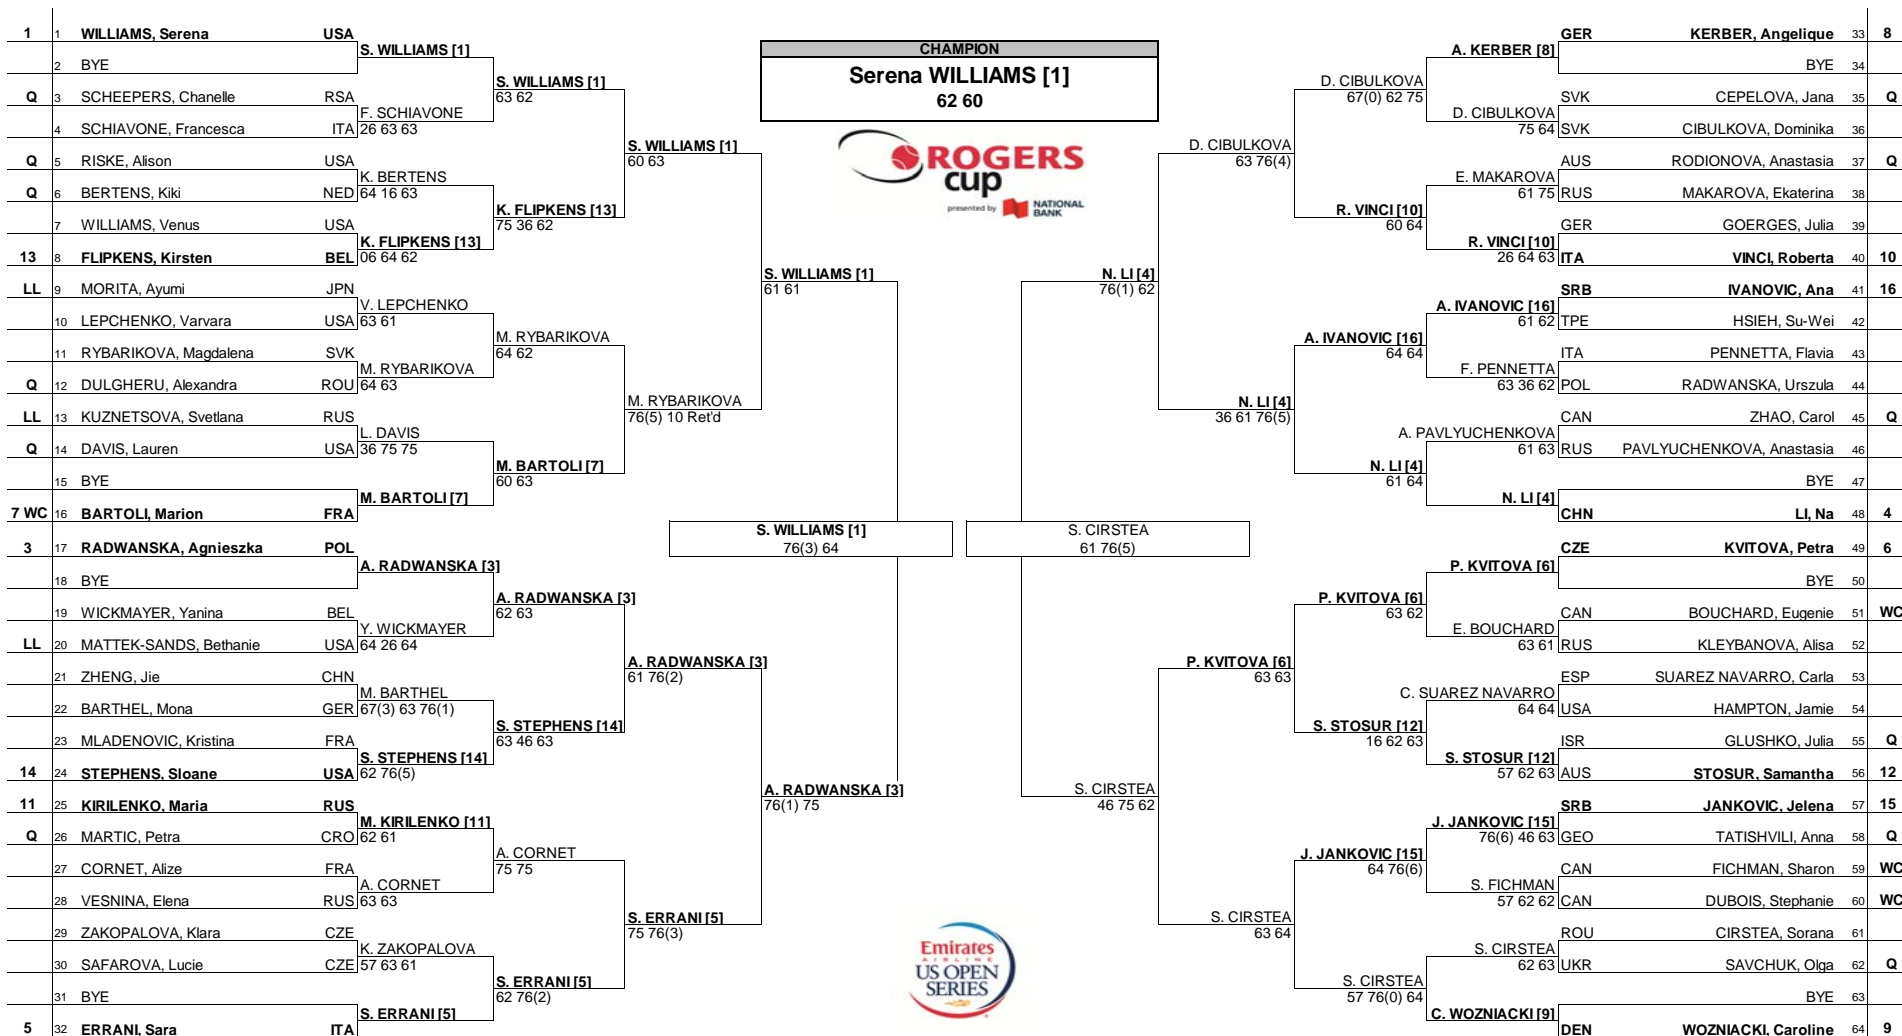 1 1 WILLIAMS, Serena USA
S. WILLIAMS [1]
2 BYE
S. WILLIAMS [1]
63 62
Q 3 SCHEEPERS, Chanelle RSA
F. SCHIAVONE
4 SCHIAVONE, Francesca ITA 26 63 63
S. WILLIAMS [1]
60 63
Q 5 RISKE, Alison USA
K. BERTENS
Q 6 BERTENS, Kiki NED 64 16 63
K. FLIPKENS [13]
75 36 62
7 WILLIAMS, Venus USA
K. FLIPKENS [13]
13 8 FLIPKENS, Kirsten BEL 06 64 62
S. WILLIAMS [1]
61 61
LL 9 MORITA, Ayumi JPN
V. LEPCHENKO
10 LEPCHENKO, Varvara USA 63 61
M. RYBARIKOVA
64 62
11 RYBARIKOVA, Magdalena SVK
M. RYBARIKOVA
Q 12 DULGHERU, Alexandra ROU 64 63
M. RYBARIKOVA
76(5) 10 Ret'd
LL 13 KUZNETSOVA, Svetlana RUS
L. DAVIS
Q 14 DAVIS, Lauren USA 36 75 75
M. BARTOLI [7]
60 63
15 BYE
M. BARTOLI [7]
7 WC 16 BARTOLI, Marion FRA
S. WILLIAMS [1]
76(3) 64
3 17 RADWANSKA, Agnieszka POL
A. RADWANSKA [3]
18 BYE
A. RADWANSKA [3]
62 63
19 WICKMAYER, Yanina BEL
Y. WICKMAYER
LL 20 MATTEK-SANDS, Bethanie USA 64 26 64
A. RADWANSKA [3]
61 76(2)
21 ZHENG, Jie CHN
M. BARTHEL
22 BARTHEL, Mona GER 67(3) 63 76(1)
S. STEPHENS [14]
63 46 63
23 MLADENOVIC, Kristina FRA
S. STEPHENS [14]
14 24 STEPHENS, Sloane USA 62 76(5)
A. RADWANSKA [3]
76(1) 75
11 25 KIRILENKO, Maria RUS
M. KIRILENKO [11]
Q 26 MARTIC, Petra CRO 62 61
A. CORNET
75 75
27 CORNET, Alize FRA
A. CORNET
28 VESNINA, Elena RUS 63 63
S. ERRANI [5]
75 76(3)
29 ZAKOPALOVA, Klara CZE
K. ZAKOPALOVA
30 SAFAROVA, Lucie CZE 57 63 61
S. ERRANI [5]
62 76(2)
31 BYE
S. ERRANI [5]
5 32 ERRANI, Sara ITA
CHAMPION
Serena WILLIAMS [1]
62 60
ROGERS
cup
presented by NATIONAL
BANK
Emirates
AIRLINE
US OPEN
SERIES
GER KERBER, Angelique 33 8
A. KERBER [8]
BYE 34
D. CIBULKOVA
67(0) 62 75
SVK CEPELOVA, Jana 35 Q
D. CIBULKOVA
75 64 SVK CIBULKOVA, Dominika 36
D. CIBULKOVA
63 76(4)
AUS RODIONOVA, Anastasia 37 Q
E. MAKAROVA
61 75 RUS MAKAROVA, Ekaterina 38
R. VINCI [10]
60 64
GER GOERGES, Julia 39
R. VINCI [10]
26 64 63 ITA VINCI, Roberta 40 10
N. LI [4]
76(1) 62
SRB IVANOVIC, Ana 41 16
A. IVANOVIC [16]
61 62 TPE HSIEH, Su-Wei 42
A. IVANOVIC [16]
64 64
ITA PENNETTA, Flavia 43
F. PENNETTA
63 36 62 POL RADWANSKA, Urszula 44
N. LI [4]
36 61 76(5)
CAN ZHAO, Carol 45 Q
A. PAVLYUCHENKOVA
61 63 RUS PAVLYUCHENKOVA, Anastasia 46
N. LI [4]
61 64
BYE 47
N. LI [4]
CHN LI, Na 48 4
S. CIRSTEA
61 76(5)
CZE KVITOVA, Petra 49 6
P. KVITOVA [6]
BYE 50
P. KVITOVA [6]
63 62
CAN BOUCHARD, Eugenie 51 WC
E. BOUCHARD
63 61 RUS KLEYBANOVA, Alisa 52
P. KVITOVA [6]
63 63
ESP SUAREZ NAVARRO, Carla 53
C. SUAREZ NAVARRO
64 64 USA HAMPTON, Jamie 54
S. STOSUR [12]
16 62 63
ISR GLUSHKO, Julia 55 Q
S. STOSUR [12]
57 62 63 AUS STOSUR, Samantha 56 12
S. CIRSTEA
46 75 62
SRB JANKOVIC, Jelena 57 15
J. JANKOVIC [15]
76(6) 46 63 GEO TATISHVILI, Anna 58 Q
J. JANKOVIC [15]
64 76(6)
CAN FICHMAN, Sharon 59 WC
S. FICHMAN
57 62 62 CAN DUBOIS, Stephanie 60 WC
S. CIRSTEA
63 64
ROU CIRSTEA, Sorana 61
S. CIRSTEA
62 63 UKR SAVCHUK, Olga 62 Q
S. CIRSTEA
57 76(0) 64
BYE 63
C. WOZNIACKI [9]
DEN WOZNIACKI, Caroline 64 9